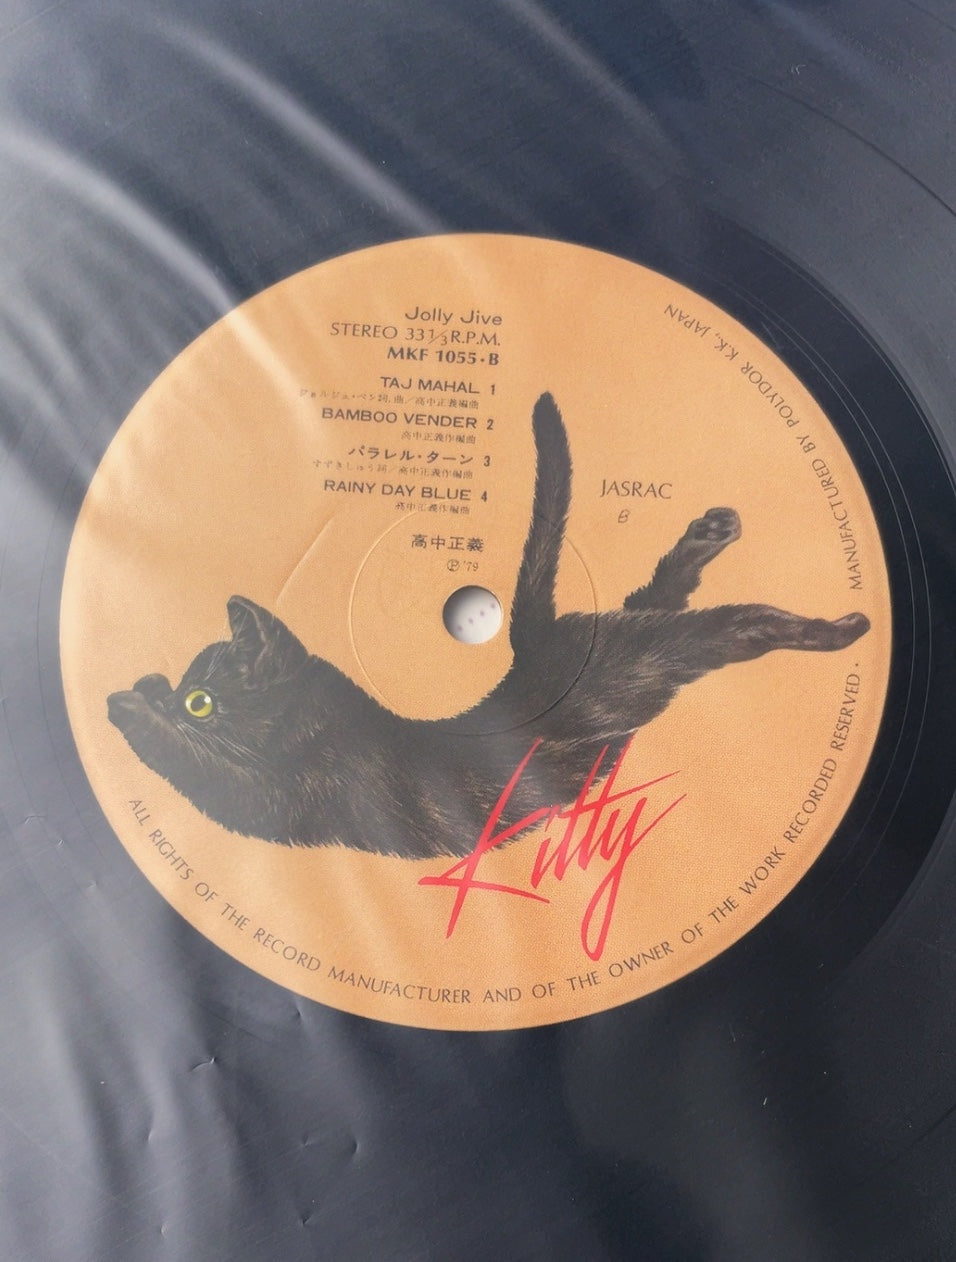 Jolly Jive
STEREO 33 1/3 R.P.M.
MKF 1055・B
TAJ MAHAL 1
ジョルジュ・ベン詞,曲/高中正義編曲
BAMBOO VENDER 2
高中正義作編曲
パラレル・ターン 3
すずきしゅう詞/高中正義作編曲
RAINY DAY BLUE 4
高中正義作編曲
高中正義
Ⓟ '79
JASRAC
B
Kitty
MANUFACTURED BY POLYDOR K.K., JAPAN
ALL RIGHTS OF THE RECORD MANUFACTURER AND OF THE OWNER OF THE WORK RECORDED RESERVED ·